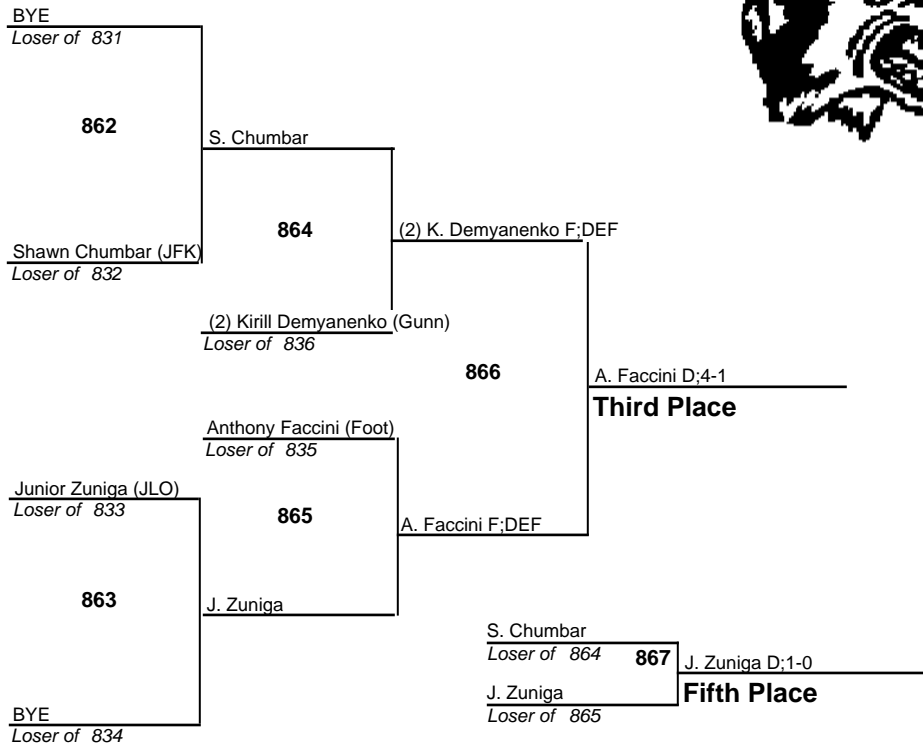 BYE
Loser of 831
862
S. Chumbar
Shawn Chumbar (JFK)
Loser of 832
864
(2) K. Demyanenko F;DEF
(2) Kirill Demyanenko (Gunn)
Loser of 836
866
A. Faccini D;4-1
Third Place
Anthony Faccini (Foot)
Loser of 835
Junior Zuniga (JLO)
Loser of 833
865
A. Faccini F;DEF
863
J. Zuniga
BYE
Loser of 834
S. Chumbar
Loser of 864
867
J. Zuniga D;1-0
Fifth Place
J. Zuniga
Loser of 865